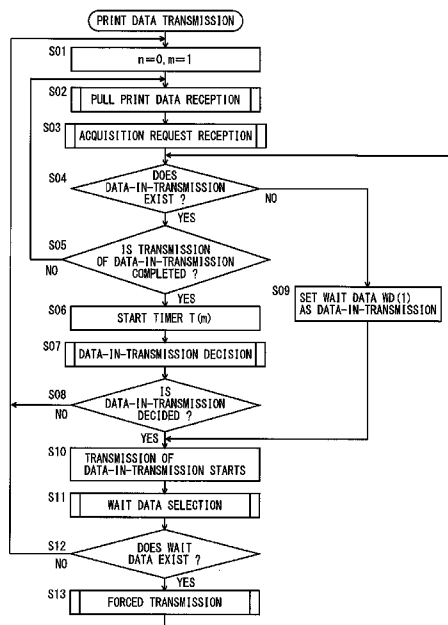 PRINT DATA TRANSMISSION
S01
n=0,m=1
S02
PULL PRINT DATA RECEPTION
S03
ACQUISITION REQUEST RECEPTION
S04
DOES
DATA-IN-TRANSMISSION
EXIST ?
NO
YES
S05
IS TRANSMISSION
OF DATA-IN-TRANSMISSION
COMPLETED ?
NO
YES
S06
START TIMER T(m)
S09
SET WAIT DATA WD(1)
AS DATA-IN-TRANSMISSION
S07
DATA-IN-TRANSMISSION DECISION
S08
IS
DATA-IN-TRANSMISSION
DECIDED ?
NO
YES
S10
TRANSMISSION OF
DATA-IN-TRANSMISSION STARTS
S11
WAIT DATA SELECTION
S12
DOES WAIT
DATA EXIST ?
NO
YES
S13
FORCED TRANSMISSION